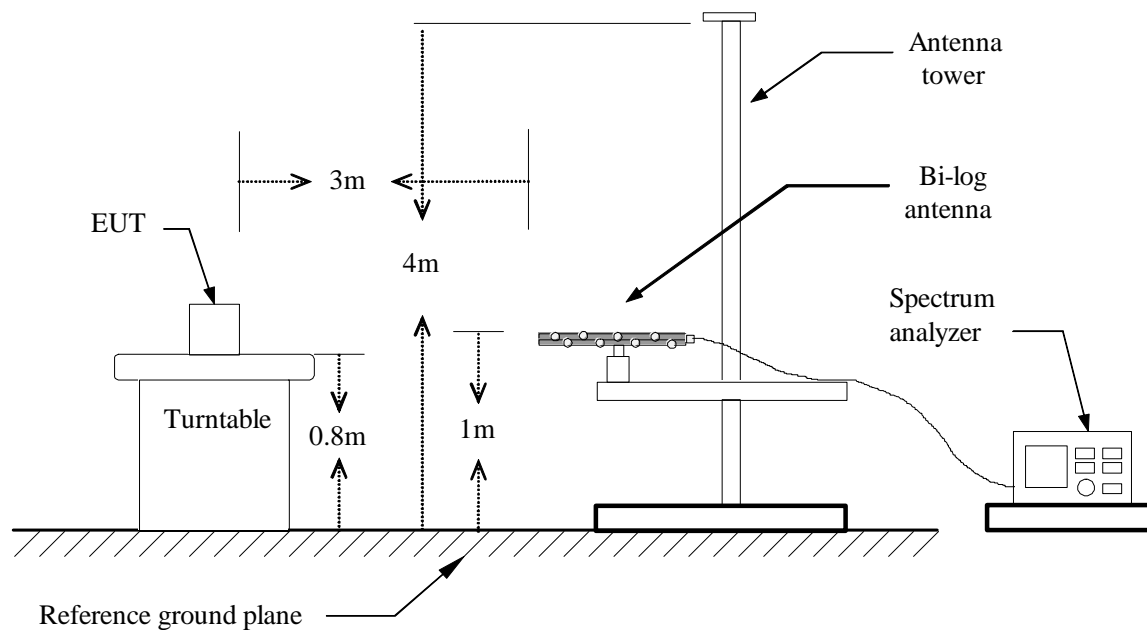 Antenna
tower
3m
Bi-log
antenna
EUT
4m
Spectrum
analyzer
Turntable
0.8m
1m
Reference ground plane